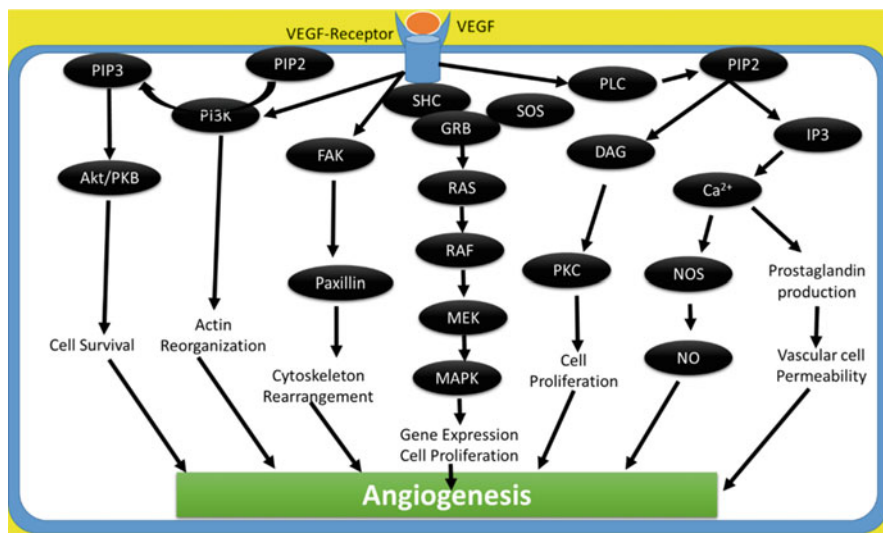 VEGF-Receptor
VEGF
PIP3
PIP2
Pi3K
SHC
GRB
SOS
PLC
PIP2
Akt/PKB
FAK
RAS
DAG
IP3
Ca²⁺
RAF
Paxillin
PKC
NOS
Prostaglandin
production
MEK
Cell Survival
Actin
Reorganization
Cytoskeleton
Rearrangement
MAPK
Cell
Proliferation
NO
Vascular cell
Permeability
Gene Expression
Cell Proliferation
Angiogenesis